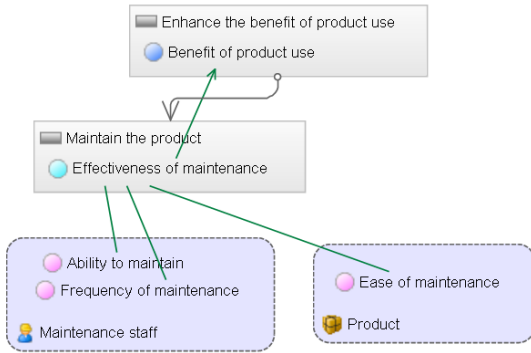 Enhance the benefit of product use
Benefit of product use
Maintain the product
Effectiveness of maintenance
Ability to maintain
Frequency of maintenance
Maintenance staff
Ease of maintenance
Product